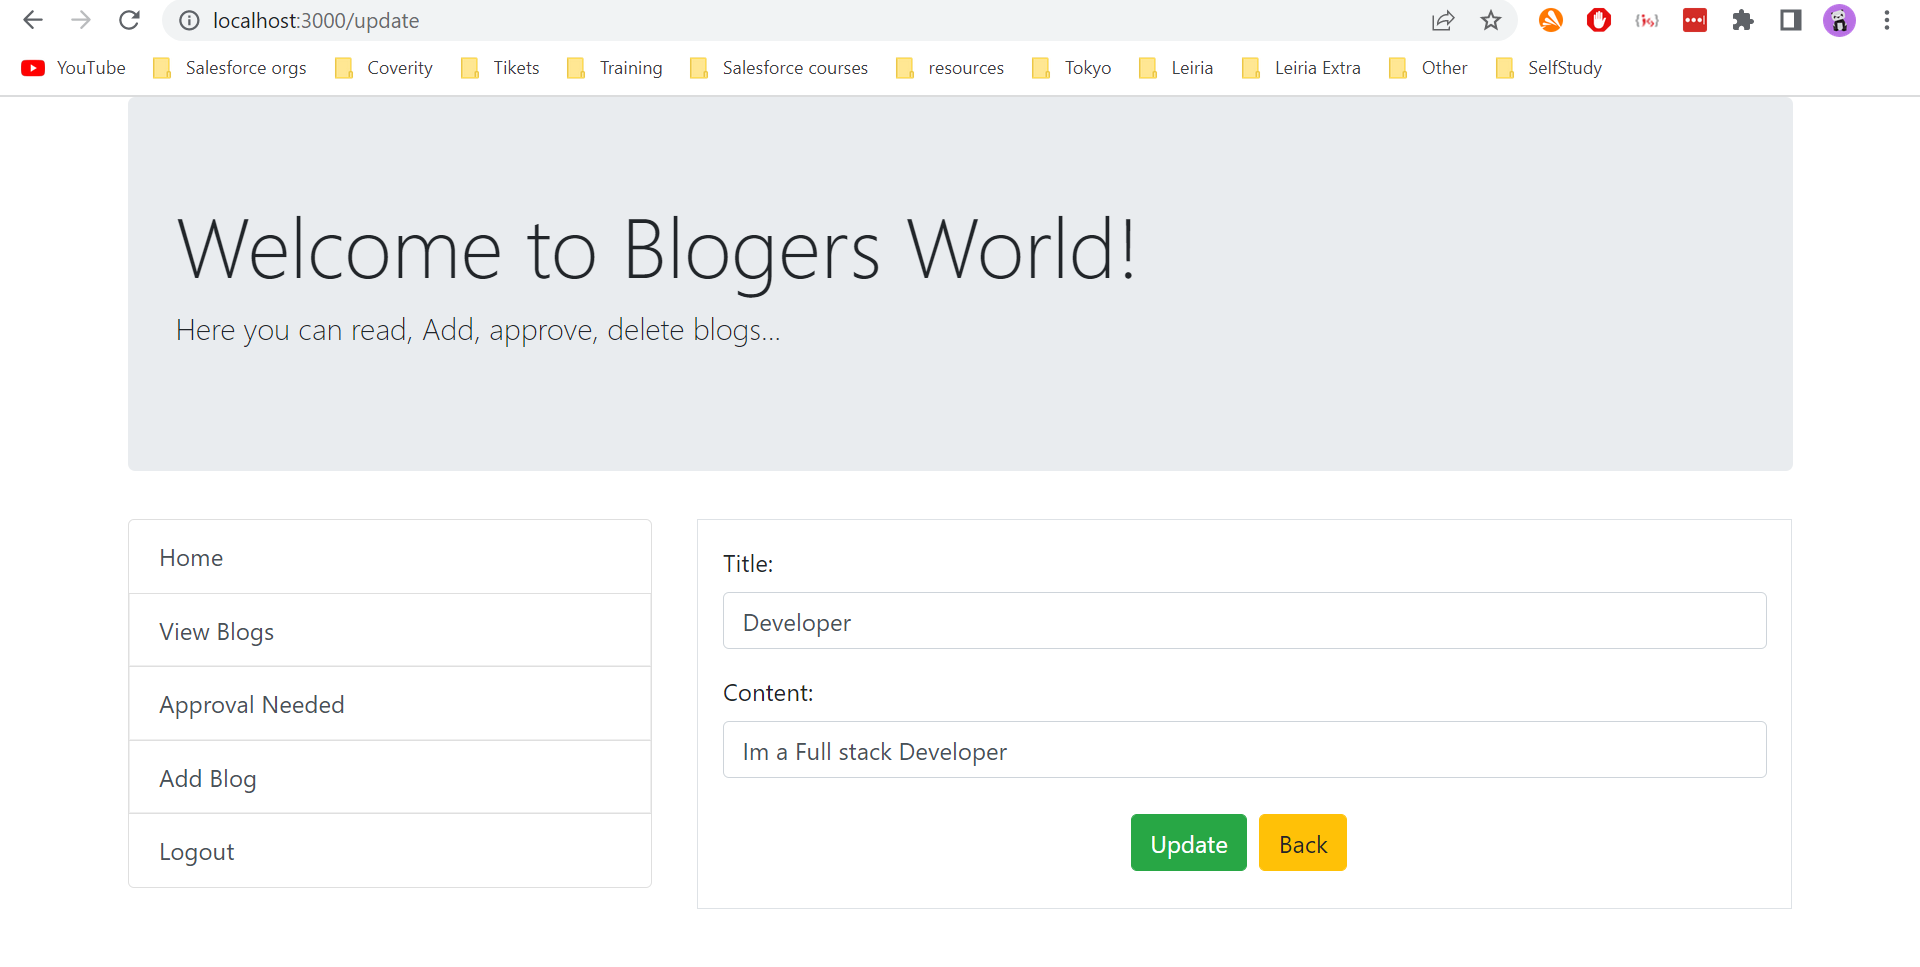 localhost:3000/update
YouTube Salesforce orgs Coverity Tikets Training Salesforce courses resources Tokyo Leiria Leiria Extra Other SelfStudy
Welcome to Blogers World!
Here you can read, Add, approve, delete blogs...
Home
View Blogs
Approval Needed
Add Blog
Logout
Title:
Developer
Content:
Im a Full stack Developer
Update Back